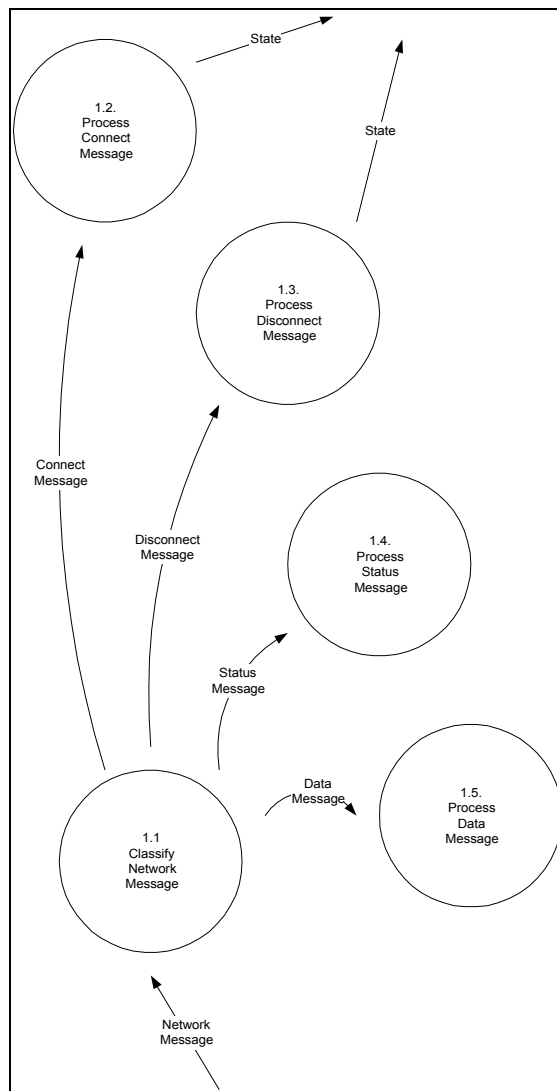 State
1.2.
Process
Connect
Message
State
1.3.
Process
Disconnect
Message
Connect
Message
Disconnect
Message
1.4.
Process
Status
Message
Status
Message
Data
Message
1.5.
Process
Data
Message
1.1
Classify
Network
Message
Network
Message